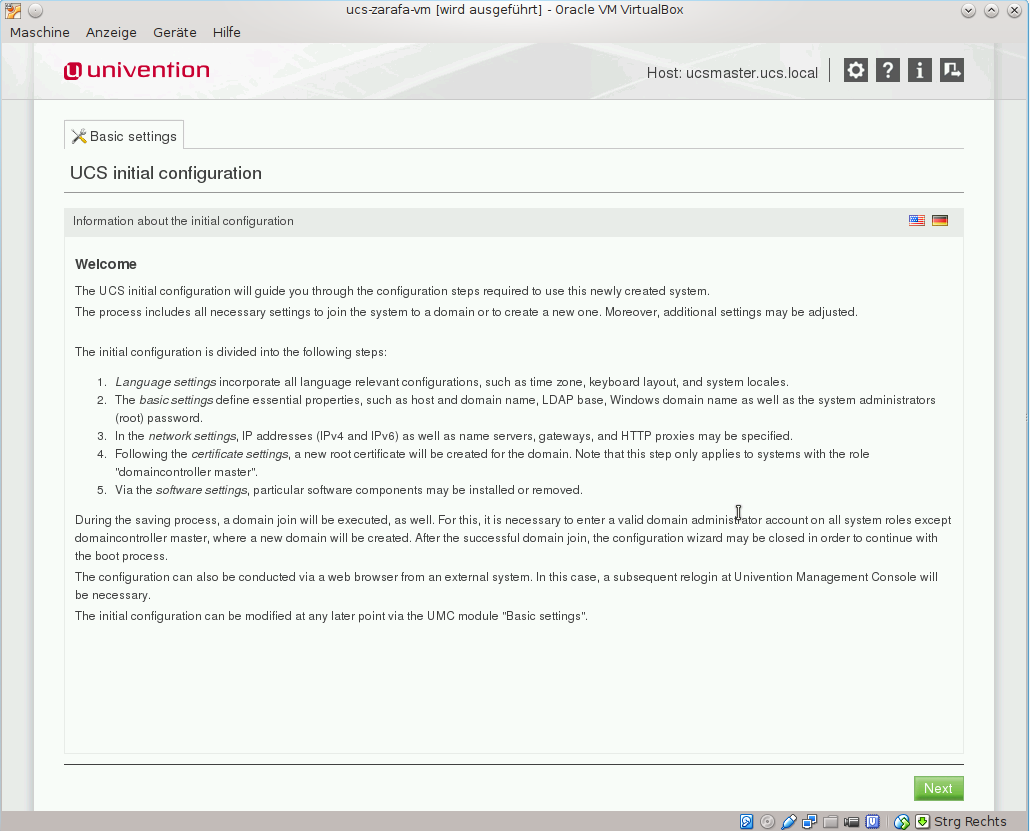 ucs-zarafa-vm [wird ausgeführt] - Oracle VM VirtualBox
Maschine Anzeige Geräte Hilfe
univention
Host: ucsmaster.ucs.local
Basic settings
UCS initial configuration
Information about the initial configuration
Welcome
The UCS initial configuration will guide you through the configuration steps required to use this newly created system.
The process includes all necessary settings to join the system to a domain or to create a new one. Moreover, additional settings may be adjusted.
The initial configuration is divided into the following steps:
1. Language settings incorporate all language relevant configurations, such as time zone, keyboard layout, and system locales.
2. The basic settings define essential properties, such as host and domain name, LDAP base, Windows domain name as well as the system administrators
(root) password.
3. In the network settings, IP addresses (IPv4 and IPv6) as well as name servers, gateways, and HTTP proxies may be specified.
4. Following the certificate settings, a new root certificate will be created for the domain. Note that this step only applies to systems with the role
"domaincontroller master".
5. Via the software settings, particular software components may be installed or removed.
During the saving process, a domain join will be executed, as well. For this, it is necessary to enter a valid domain administrator account on all system roles except
domaincontroller master, where a new domain will be created. After the successful domain join, the configuration wizard may be closed in order to continue with
the boot process.
The configuration can also be conducted via a web browser from an external system. In this case, a subsequent relogin at Univention Management Console will
be necessary.
The initial configuration can be modified at any later point via the UMC module "Basic settings".
Next
Strg Rechts